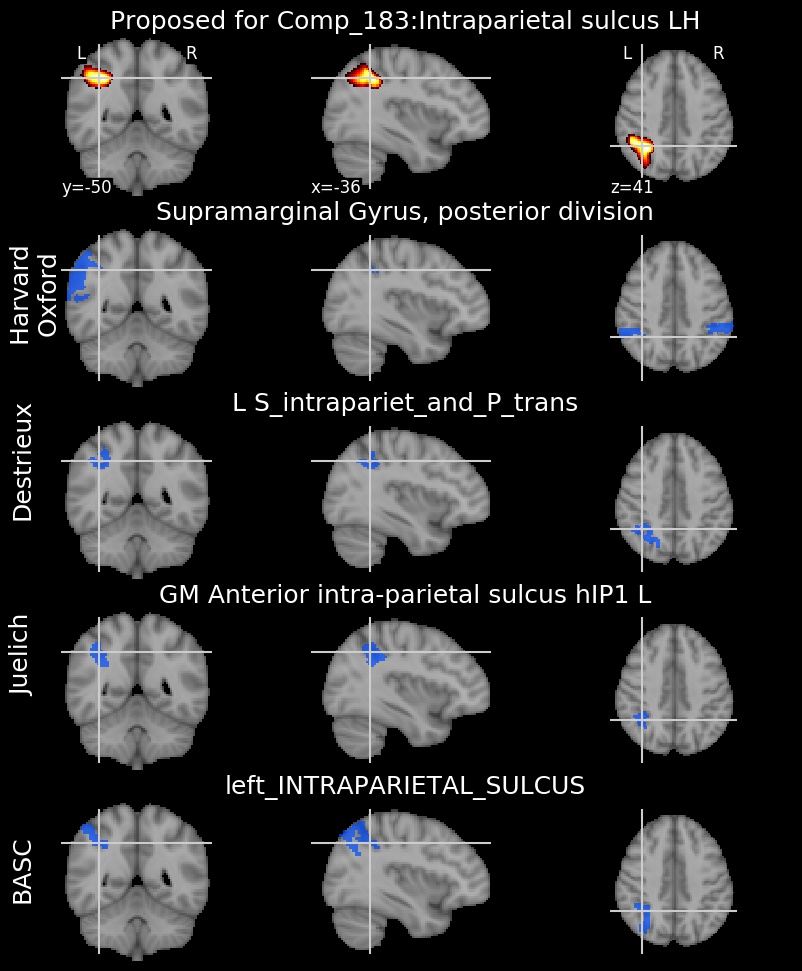 Proposed for Comp_183:Intraparietal sulcus LH
L R L R
y=-50 x=-36 z=41
Supramarginal Gyrus, posterior division
Harvard
Oxford
L S_intrapariet_and_P_trans
Destrieux
GM Anterior intra-parietal sulcus hIP1 L
Juelich
left_INTRAPARIETAL_SULCUS
BASC